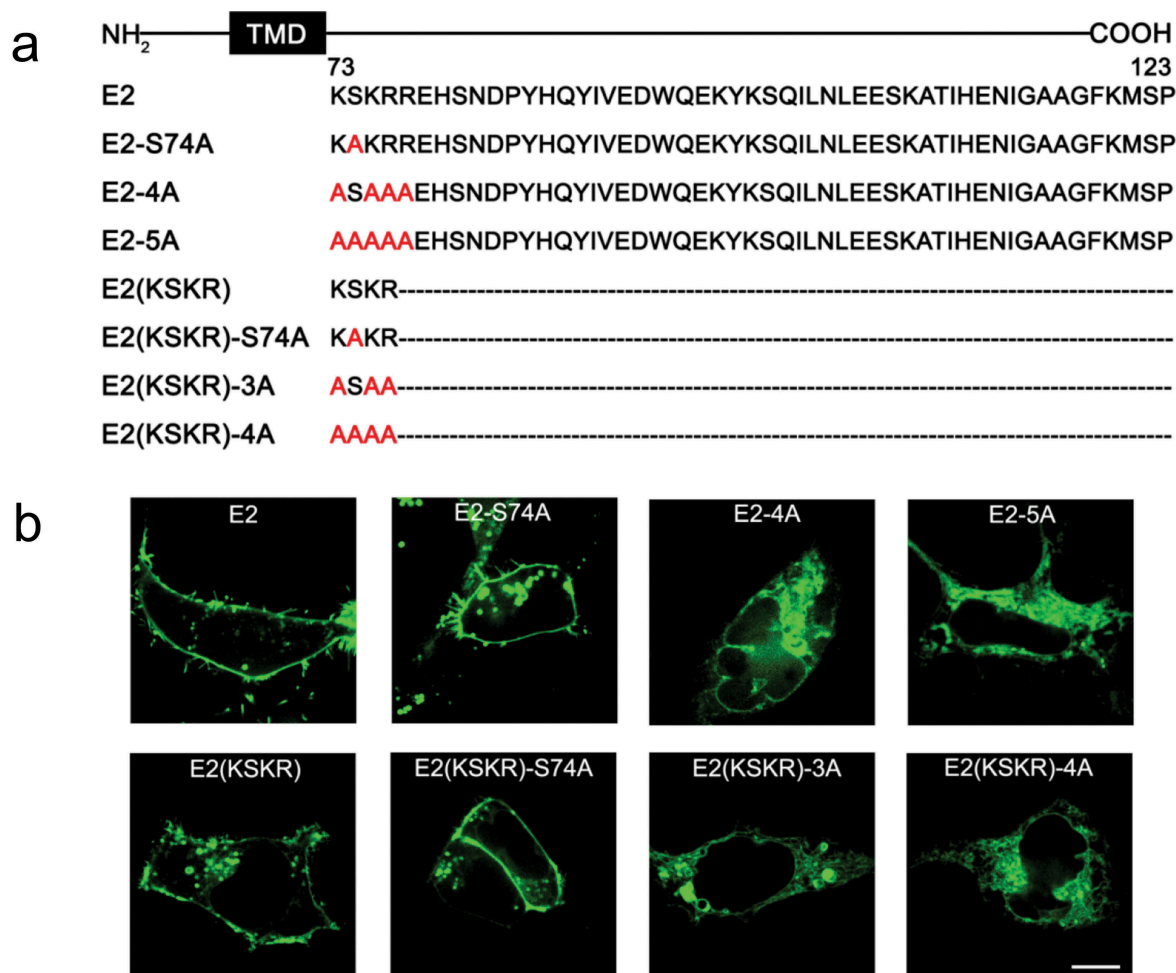 a
NH2 TMD COOH
73 123
E2 KSKRREHSNDPYHQYIVEDWQEKYKSQILNLEESKATIHENIGAAGFKMSP
E2-S74A KAKRREHSNDPYHQYIVEDWQEKYKSQILNLEESKATIHENIGAAGFKMSP
E2-4A ASAAAEHSNDPYHQYIVEDWQEKYKSQILNLEESKATIHENIGAAGFKMSP
E2-5A AAAAAEHSNDPYHQYIVEDWQEKYKSQILNLEESKATIHENIGAAGFKMSP
E2(KSKR) KSKR-----------------------------------------------
E2(KSKR)-S74A KAKR-----------------------------------------------
E2(KSKR)-3A ASAA-----------------------------------------------
E2(KSKR)-4A AAAA-----------------------------------------------
b
E2 E2-S74A E2-4A E2-5A
E2(KSKR) E2(KSKR)-S74A E2(KSKR)-3A E2(KSKR)-4A